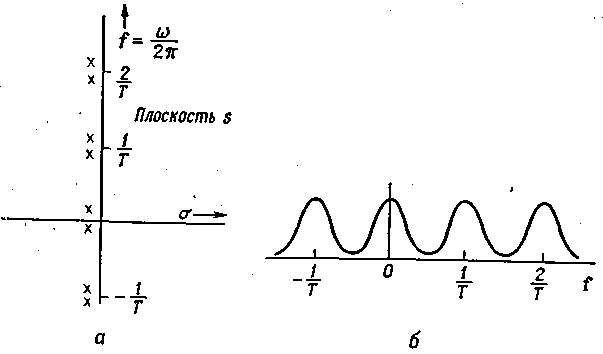 f = ω/2π
2/T
Плоскость s
1/T
σ
-1/T
а
-1/T
0
1/T
2/T
f
б